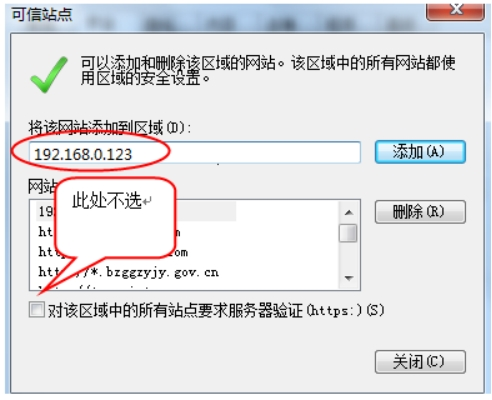 可信站点
可以添加和删除该区域的网站。该区域中的所有网站都使
用区域的安全设置。
将该网站添加到区域(D):
192.168.0.123
添加(A)
网站
此处不选
删除(R)
http://*.bzggzyjy.gov.cn
对该区域中的所有站点要求服务器验证(https:)(S)
关闭(C)